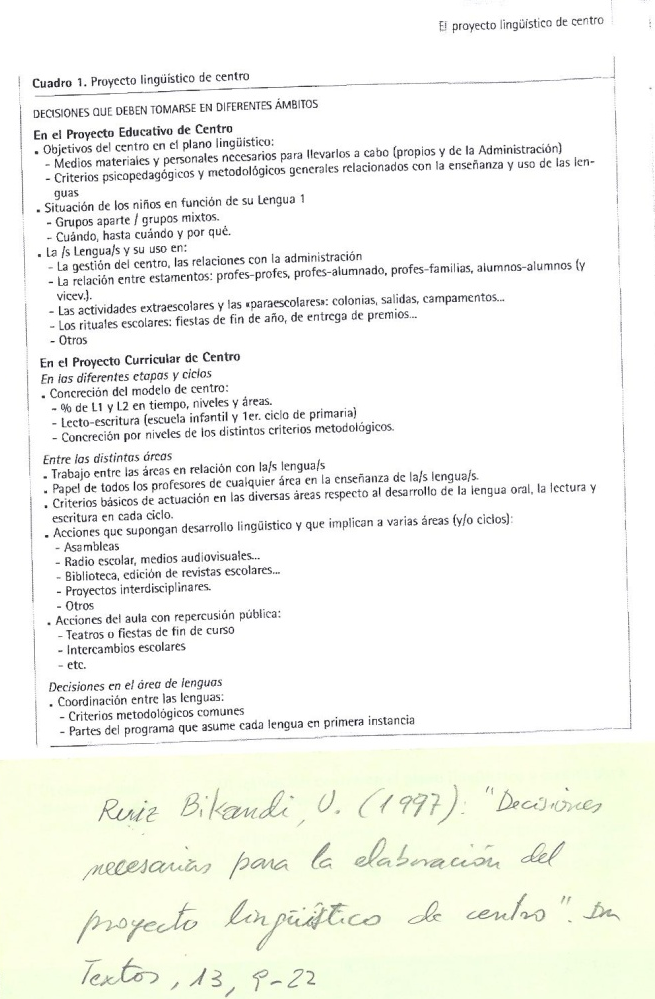 El proyecto lingüístico de centro
Cuadro 1. Proyecto lingüístico de centro
DECISIONES QUE DEBEN TOMARSE EN DIFERENTES ÁMBITOS
En el Proyecto Educativo de Centro
. Objetivos del centro en el plano lingüístico:
- Medios materiales y personales necesarios para llevarlos a cabo (propios y de la Administración)
- Criterios psicopedagógicos y metodológicos generales relacionados con la enseñanza y uso de las len-
guas
. Situación de los niños en función de su Lengua 1
- Grupos aparte / grupos mixtos.
- Cuándo, hasta cuándo y por qué.
. La /s Lengua/s y su uso en:
- La gestión del centro, las relaciones con la administración
- La relación entre estamentos: profes-profes, profes-alumnado, profes-familias, alumnos-alumnos (y
vicev.).
- Las actividades extraescolares y las «paraescolares»: colonias, salidas, campamentos...
- Los rituales escolares: fiestas de fin de año, de entrega de premios...
- Otros
En el Proyecto Curricular de Centro
En las diferentes etapas y ciclos
. Concreción del modelo de centro:
- % de L1 y L2 en tiempo, niveles y áreas.
- Lecto-escritura (escuela infantil y 1er. ciclo de primaria)
- Concreción por niveles de los distintos criterios metodológicos.
Entre las distintas áreas
. Trabajo entre las áreas en relación con la/s lengua/s
. Papel de todos los profesores de cualquier área en la enseñanza de la/s lengua/s.
. Criterios básicos de actuación en las diversas áreas respecto al desarrollo de la lengua oral, la lectura y
escritura en cada ciclo.
. Acciones que supongan desarrollo lingüístico y que implican a varias áreas (y/o ciclos):
- Asambleas
- Radio escolar, medios audiovisuales...
- Biblioteca, edición de revistas escolares...
- Proyectos interdisciplinares.
- Otros
. Acciones del aula con repercusión pública:
- Teatros o fiestas de fin de curso
- Intercambios escolares
- etc.
Decisiones en el área de lenguas
. Coordinación entre las lenguas:
- Criterios metodológicos comunes
- Partes del programa que asume cada lengua en primera instancia
Ruiz Bikandi, U. (1997): "Decisiones
necesarias para la elaboración del
proyecto lingüístico de centro". In
Textos, 13, 9-22